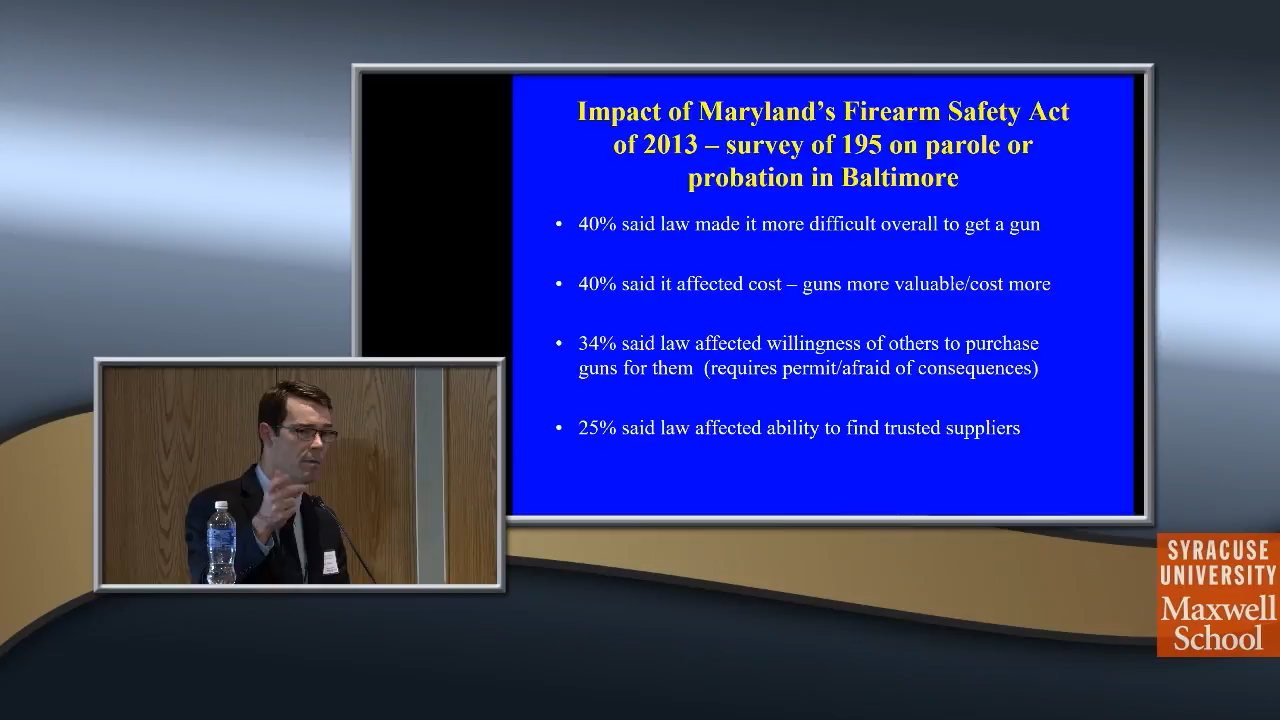 Impact of Maryland's Firearm Safety Act
of 2013 – survey of 195 on parole or
probation in Baltimore
• 40% said law made it more difficult overall to get a gun
• 40% said it affected cost – guns more valuable/cost more
• 34% said law affected willingness of others to purchase
guns for them (requires permit/afraid of consequences)
• 25% said law affected ability to find trusted suppliers
SYRACUSE
UNIVERSITY
Maxwell
School